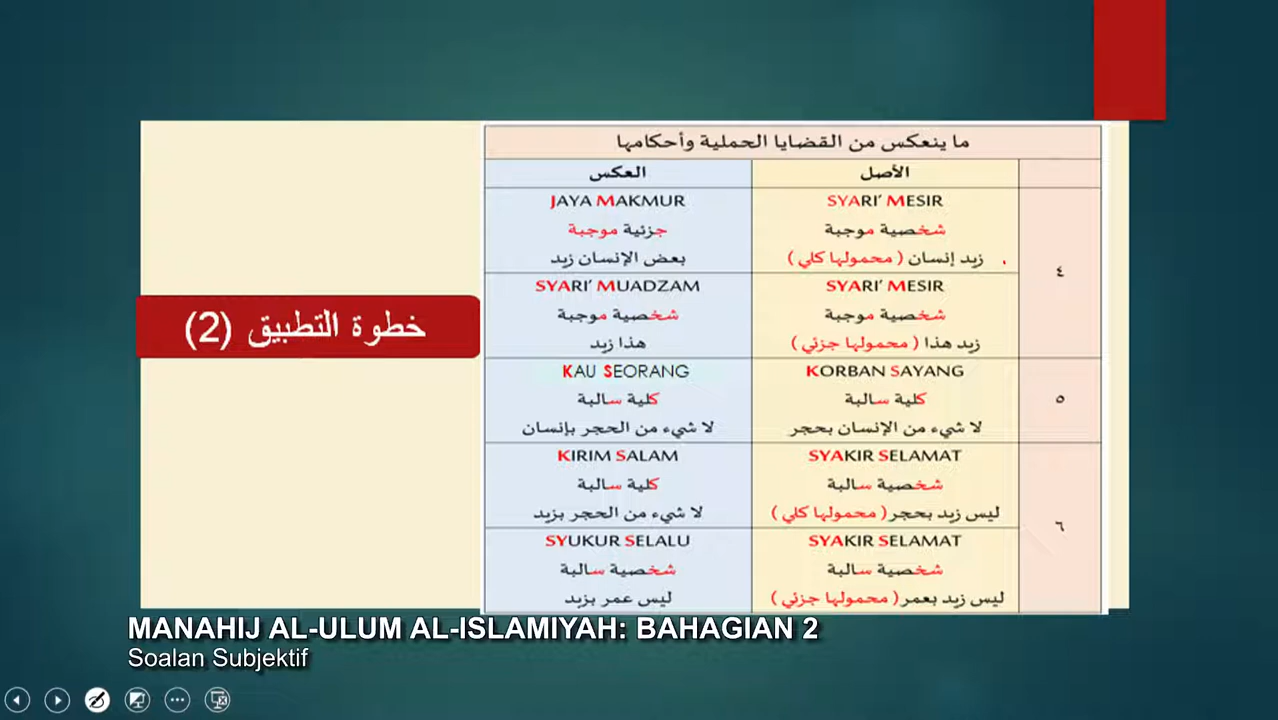 ما ينعكس من القضايا الحملية وأحكامها
الأصل
العكس
٤
SYARI’ MESIR
شخصية موجبة
زيد إنسان ( محمولها كلي )
JAYA MAKMUR
جزئية موجبة
بعض الإنسان زيد
SYARI’ MESIR
شخصية موجبة
زيد هذا ( محمولها جزئي )
SYARI’ MUADZAM
شخصية موجبة
هذا زيد
٥
KORBAN SAYANG
كلية سالبة
لا شيء من الإنسان بحجر
KAU SEORANG
كلية سالبة
لا شيء من الحجر بإنسان
٦
SYAKIR SELAMAT
شخصية سالبة
ليس زيد بحجر ( محمولها كلي )
KIRIM SALAM
كلية سالبة
لا شيء من الحجر بزيد
SYAKIR SELAMAT
شخصية سالبة
ليس زيد بعمر ( محمولها جزئي )
SYUKUR SELALU
شخصية سالبة
ليس عمر بزيد
خطوة التطبيق (2)
MANAHIJ AL-ULUM AL-ISLAMIYAH: BAHAGIAN 2
Soalan Subjektif